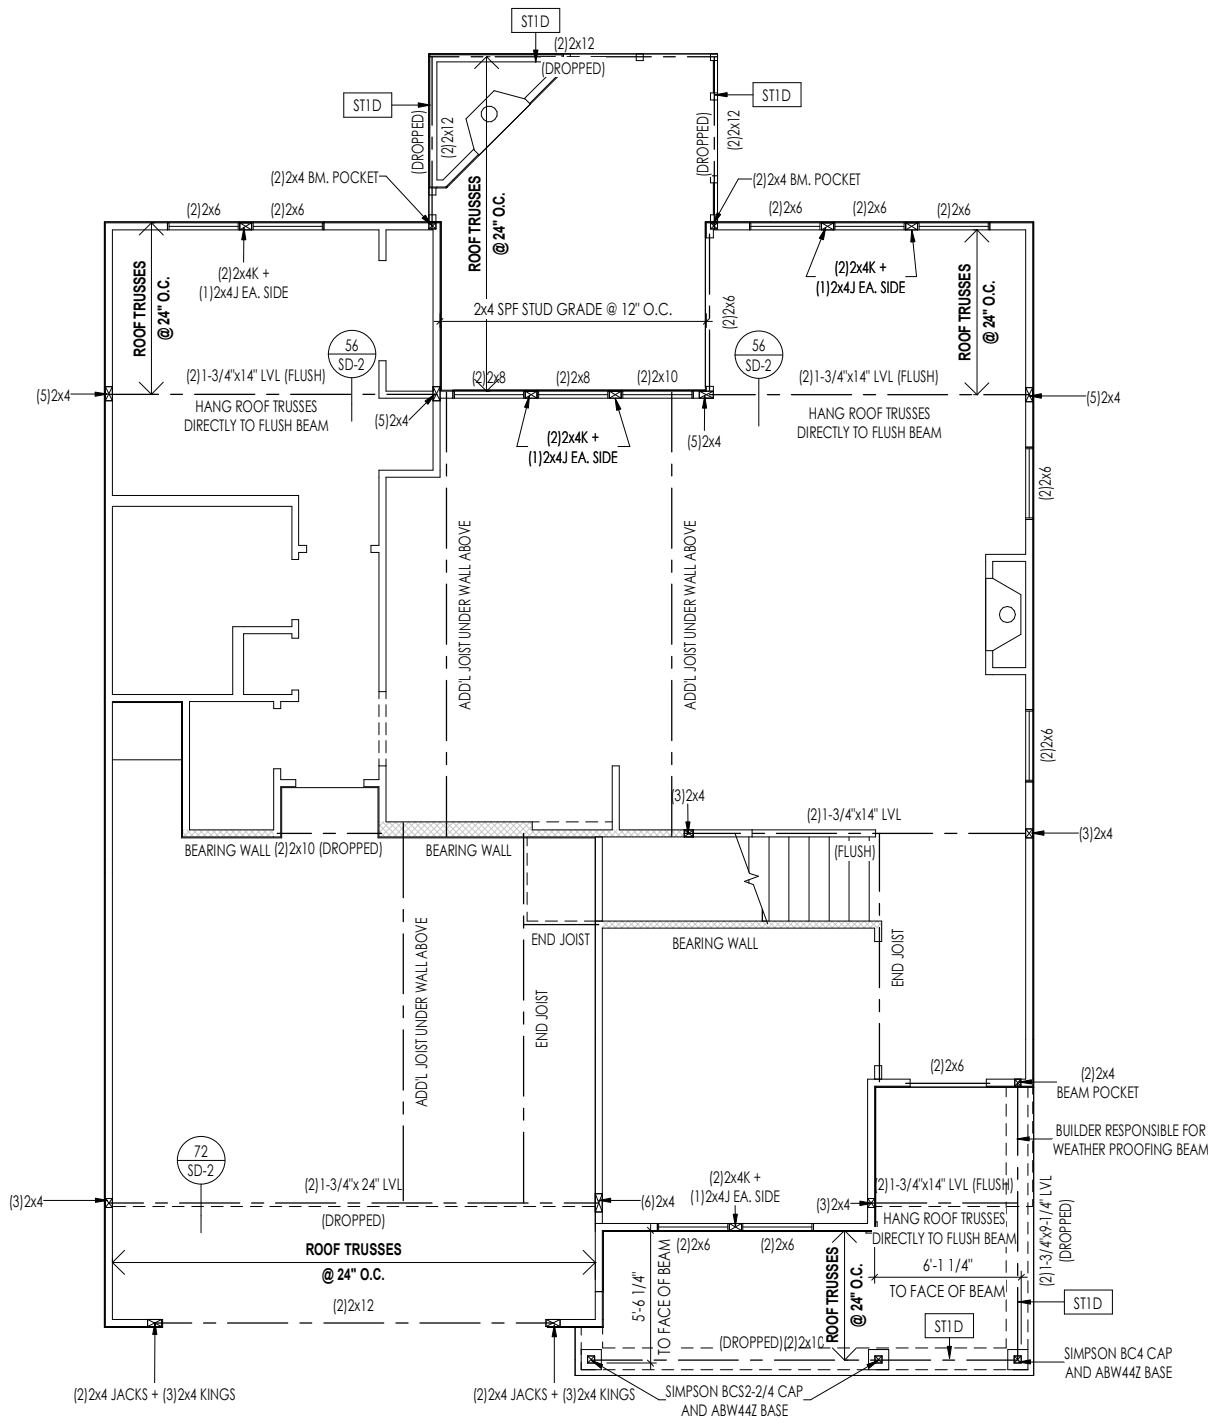 ST1D
(2)2x12
(DROPPED)
ST1D
ST1D
(DROPPED)
(2)2x12
(DROPPED)
(2)2x12
(2)2x4 BM. POCKET
(2)2x4 BM. POCKET
ROOF TRUSSES
@ 24" O.C.
(2)2x6
(2)2x6
(2)2x6
(2)2x6
(2)2x6
ROOF TRUSSES
@ 24" O.C.
(2)2x4K +
(1)2x4J EA. SIDE
(2)2x4K +
(1)2x4J EA. SIDE
ROOF TRUSSES
@ 24" O.C.
2x4 SPF STUD GRADE @ 12" O.C.
(2)2x6
56
SD-2
56
SD-2
(2)1-3/4"x14" LVL (FLUSH)
(2)2x8
(2)2x8
(2)2x10
(2)1-3/4"x14" LVL (FLUSH)
(5)2x4
HANG ROOF TRUSSES
DIRECTLY TO FLUSH BEAM
(5)2x4
(2)2x4K +
(1)2x4J EA. SIDE
(5)2x4
HANG ROOF TRUSSES
DIRECTLY TO FLUSH BEAM
(5)2x4
(2)2x6
ADD'L JOIST UNDER WALL ABOVE
ADD'L JOIST UNDER WALL ABOVE
(2)2x6
(3)2x4
(2)1-3/4"x14" LVL
(FLUSH)
(3)2x4
BEARING WALL
(2)2x10 (DROPPED)
BEARING WALL
END JOIST
BEARING WALL
END JOIST
ADD'L JOIST UNDER WALL ABOVE
END JOIST
(2)2x6
(2)2x4
BEAM POCKET
BUILDER RESPONSIBLE FOR
WEATHER PROOFING BEAM
72
SD-2
(3)2x4
(2)1-3/4"x 24" LVL
(DROPPED)
(6)2x4
(2)2x4K +
(1)2x4J EA. SIDE
(3)2x4
(2)1-3/4"x14" LVL (FLUSH)
HANG ROOF TRUSSES
DIRECTLY TO FLUSH BEAM
(2)1-3/4"x9-1/4" LVL
(DROPPED)
ROOF TRUSSES
@ 24" O.C.
(2)2x6
(2)2x6
5'-6 1/4"
TO FACE OF BEAM
ROOF TRUSSES
@ 24" O.C.
6'-1 1/4"
TO FACE OF BEAM
(2)2x12
ST1D
ST1D
(DROPPED)(2)2x10
SIMPSON BC4 CAP
AND ABW44Z BASE
(2)2x4 JACKS + (3)2x4 KINGS
(2)2x4 JACKS + (3)2x4 KINGS
SIMPSON BCS2-2/4 CAP
AND ABW44Z BASE